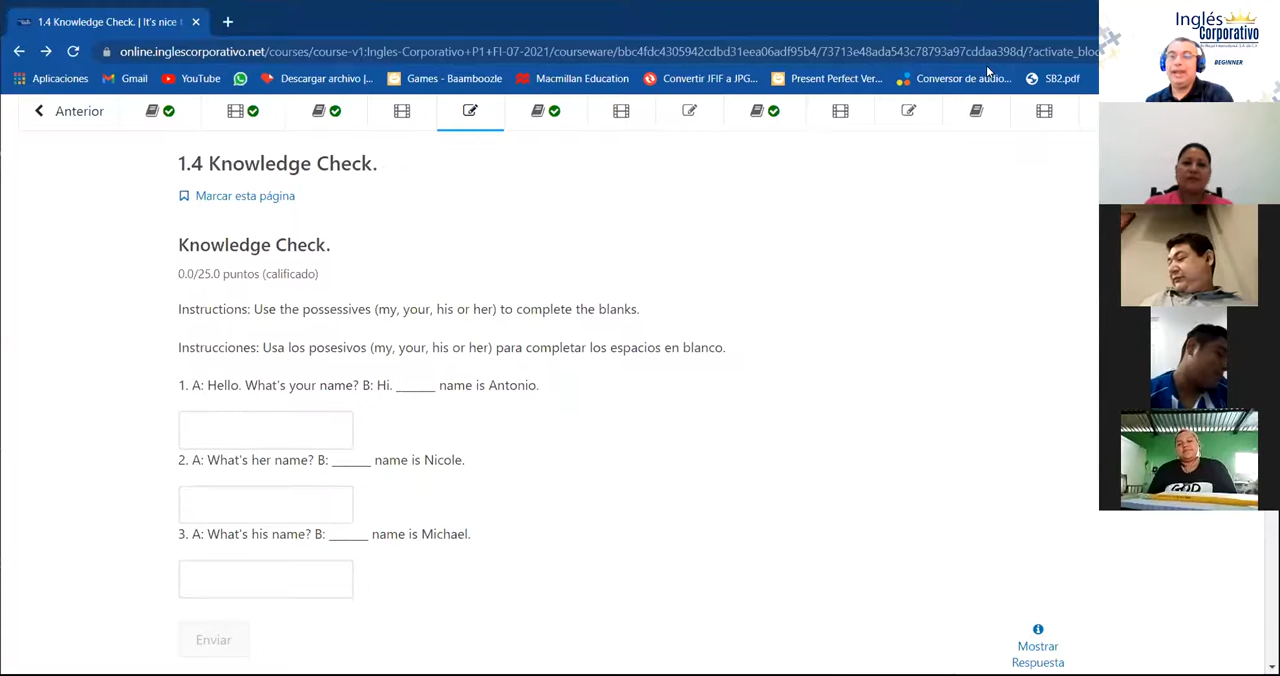 1.4 Knowledge Check. | It's nice t
online.inglescorporativo.net/courses/course-v1:Ingles-Corporativo+P1+FI-07-2021/courseware/bbc4fdc4305942cdbd31eea06adf95b4/73713e48ada543c78793a97cddaa398d/?activate_bloc
Aplicaciones Gmail YouTube Descargar archivo |... Games - Baamboozle Macmillan Education Convertir JFIF a JPG... Present Perfect Ver... Conversor de audio... SB2.pdf
Inglés
Corporativo
BEGINNER
Anterior
1.4 Knowledge Check.
Marcar esta página
Knowledge Check.
0.0/25.0 puntos (calificado)
Instructions: Use the possessives (my, your, his or her) to complete the blanks.
Instrucciones: Usa los posesivos (my, your, his or her) para completar los espacios en blanco.
1. A: Hello. What's your name? B: Hi. ______ name is Antonio.
2. A: What's her name? B: ______ name is Nicole.
3. A: What's his name? B: ______ name is Michael.
Enviar
Mostrar
Respuesta